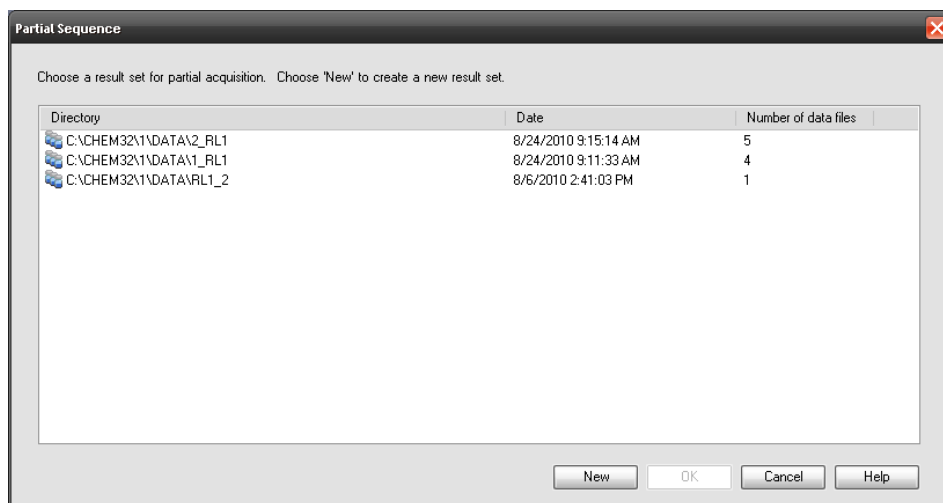 Partial Sequence
Choose a result set for partial acquisition. Choose 'New' to create a new result set.
Directory Date Number of data files
C:\CHEM32\1\DATA\2_RL1 8/24/2010 9:15:14 AM 5
C:\CHEM32\1\DATA\1_RL1 8/24/2010 9:11:33 AM 4
C:\CHEM32\1\DATA\RL1_2 8/6/2010 2:41:03 PM 1
New OK Cancel Help